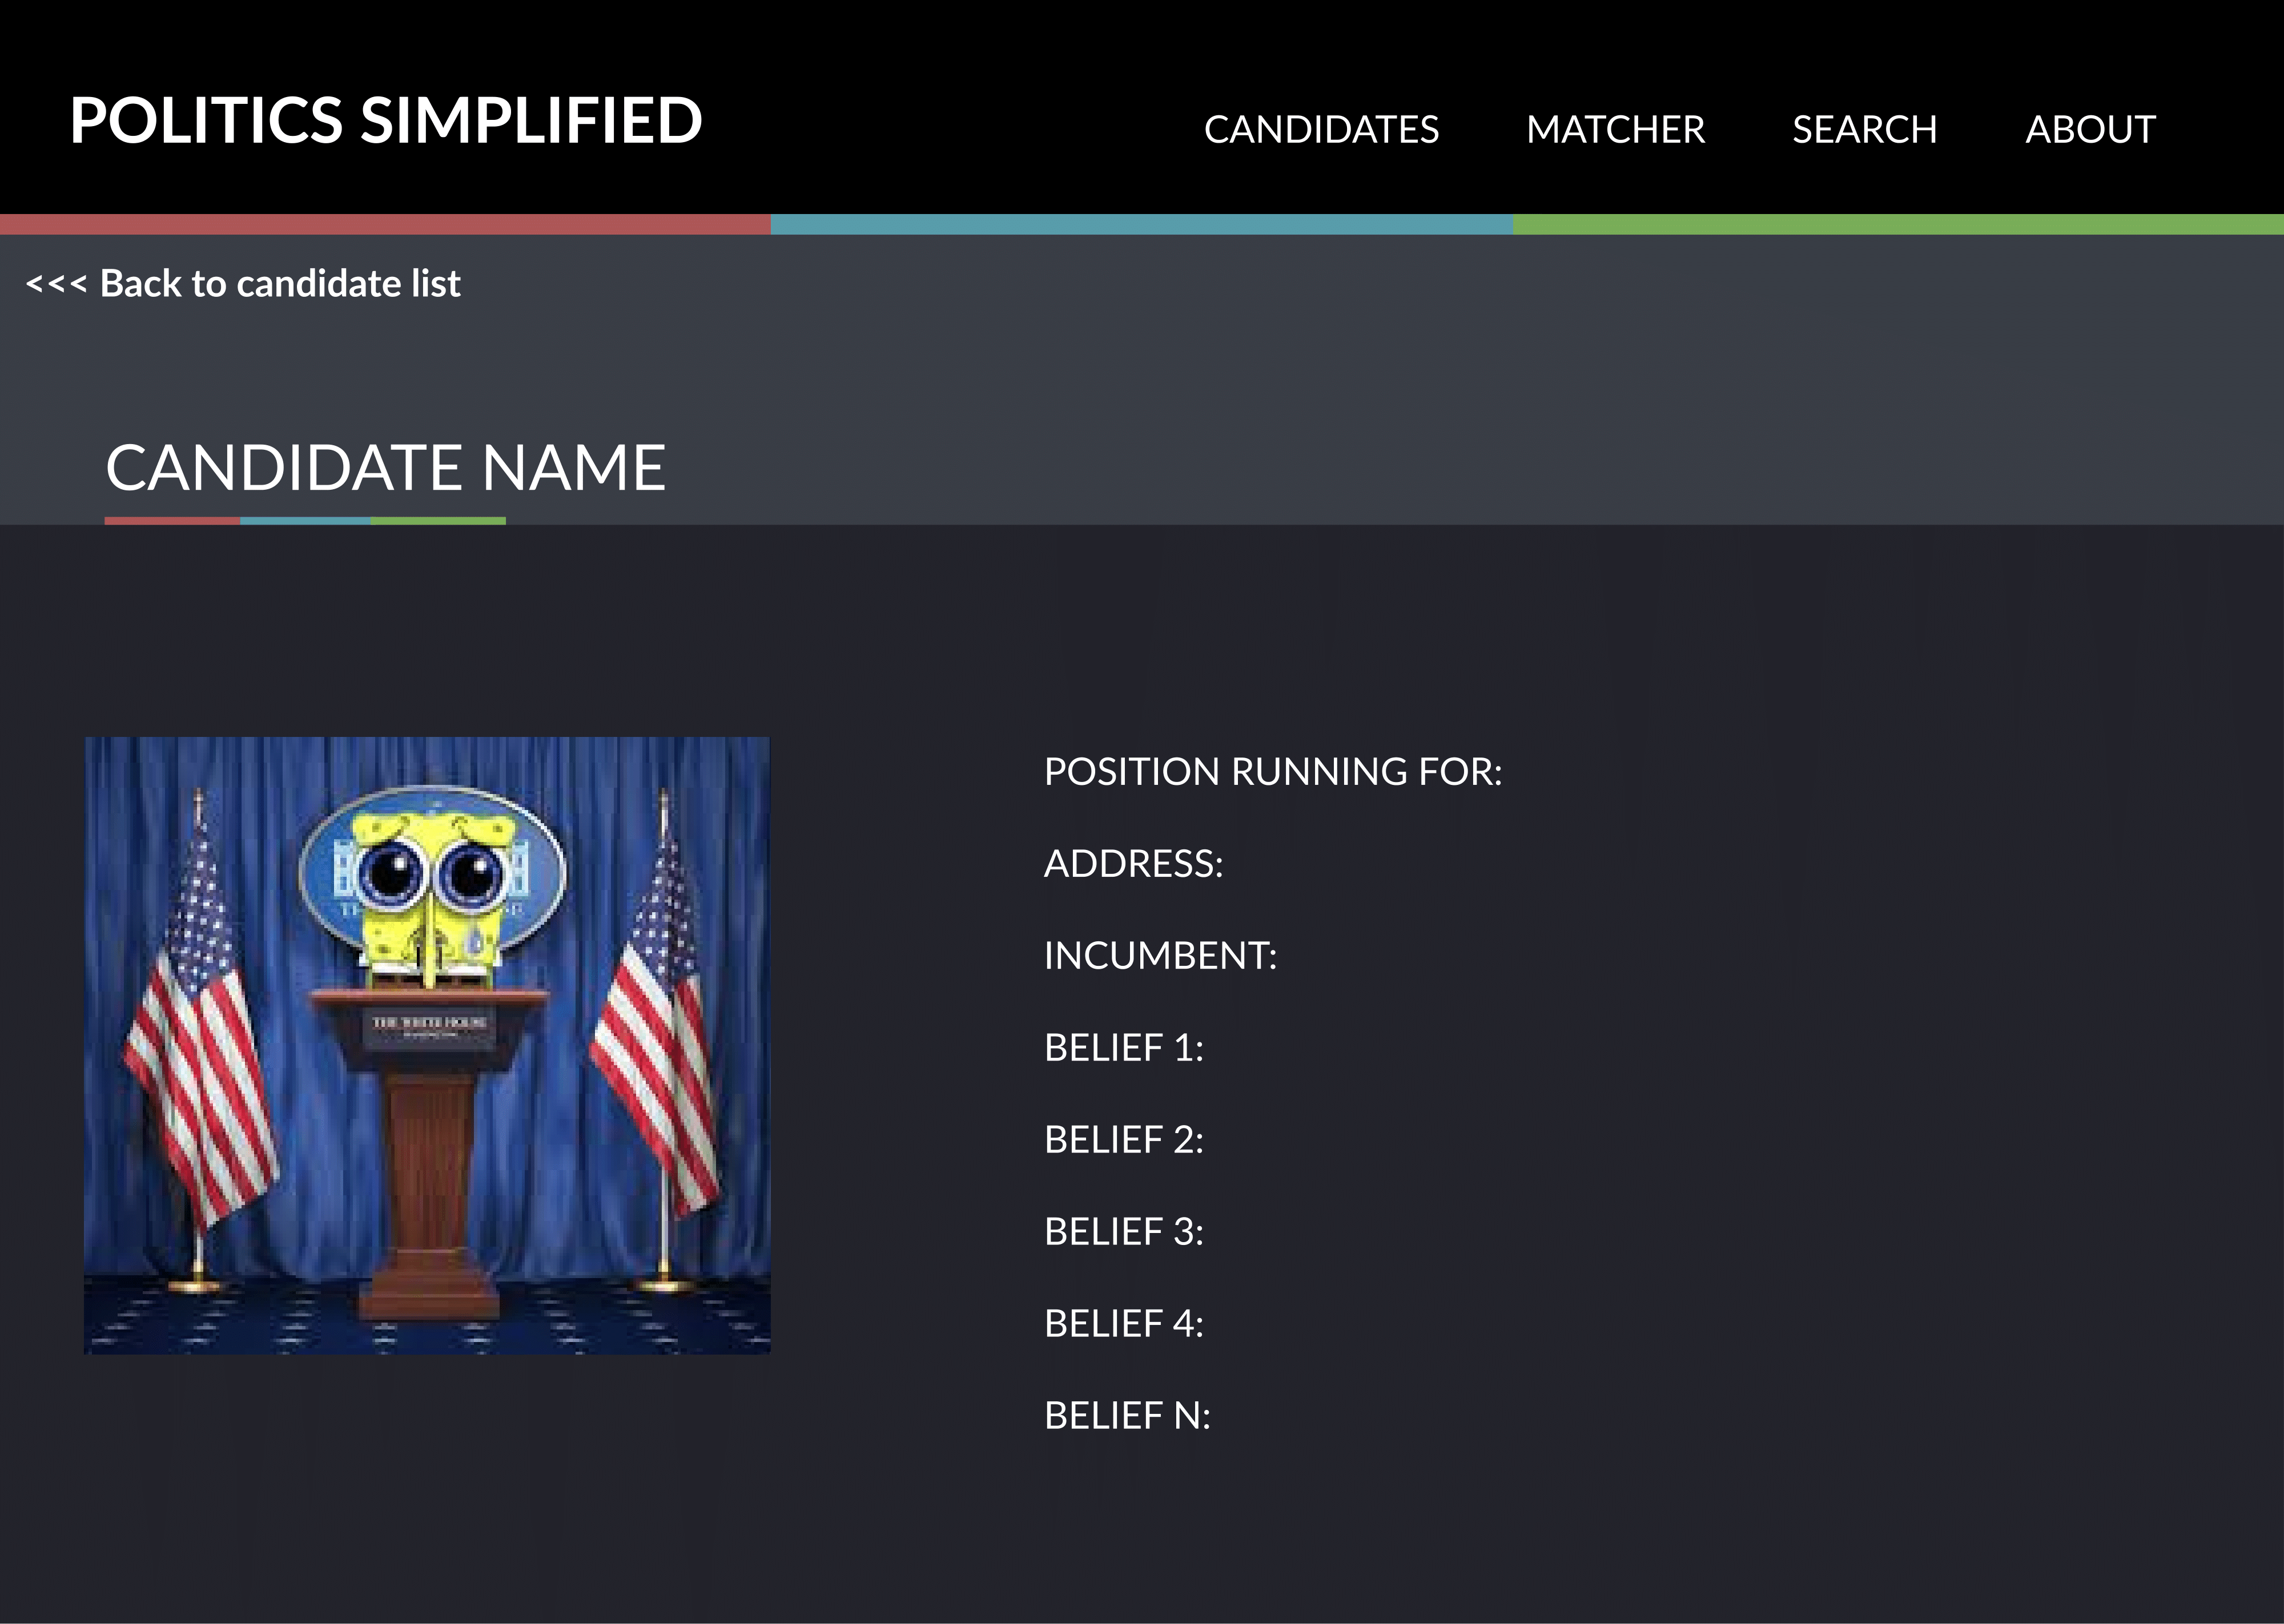 POLITICS SIMPLIFIED
CANDIDATES MATCHER SEARCH ABOUT
<<< Back to candidate list
CANDIDATE NAME
THE WHITE HOUSE
POSITION RUNNING FOR:
ADDRESS:
INCUMBENT:
BELIEF 1:
BELIEF 2:
BELIEF 3:
BELIEF 4:
BELIEF N: